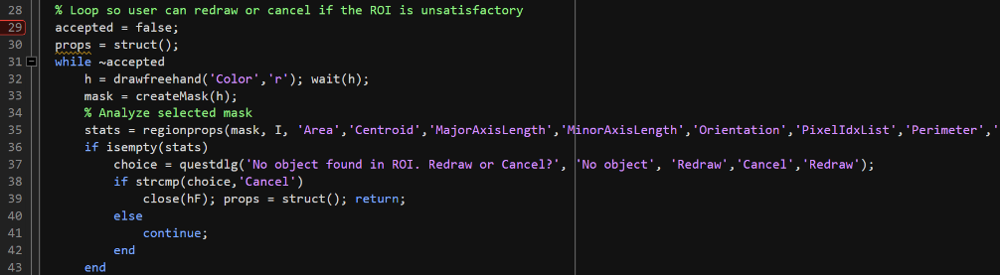 28 % Loop so user can redraw or cancel if the ROI is unsatisfactory
29 accepted = false;
30 props = struct();
31 while ~accepted
32 h = drawfreehand('Color','r'); wait(h);
33 mask = createMask(h);
34 % Analyze selected mask
35 stats = regionprops(mask, I, 'Area','Centroid','MajorAxisLength','MinorAxisLength','Orientation','PixelIdxList','Perimeter','
36 if isempty(stats)
37 choice = questdlg('No object found in ROI. Redraw or Cancel?', 'No object', 'Redraw','Cancel','Redraw');
38 if strcmp(choice,'Cancel')
39 close(hF); props = struct(); return;
40 else
41 continue;
42 end
43 end